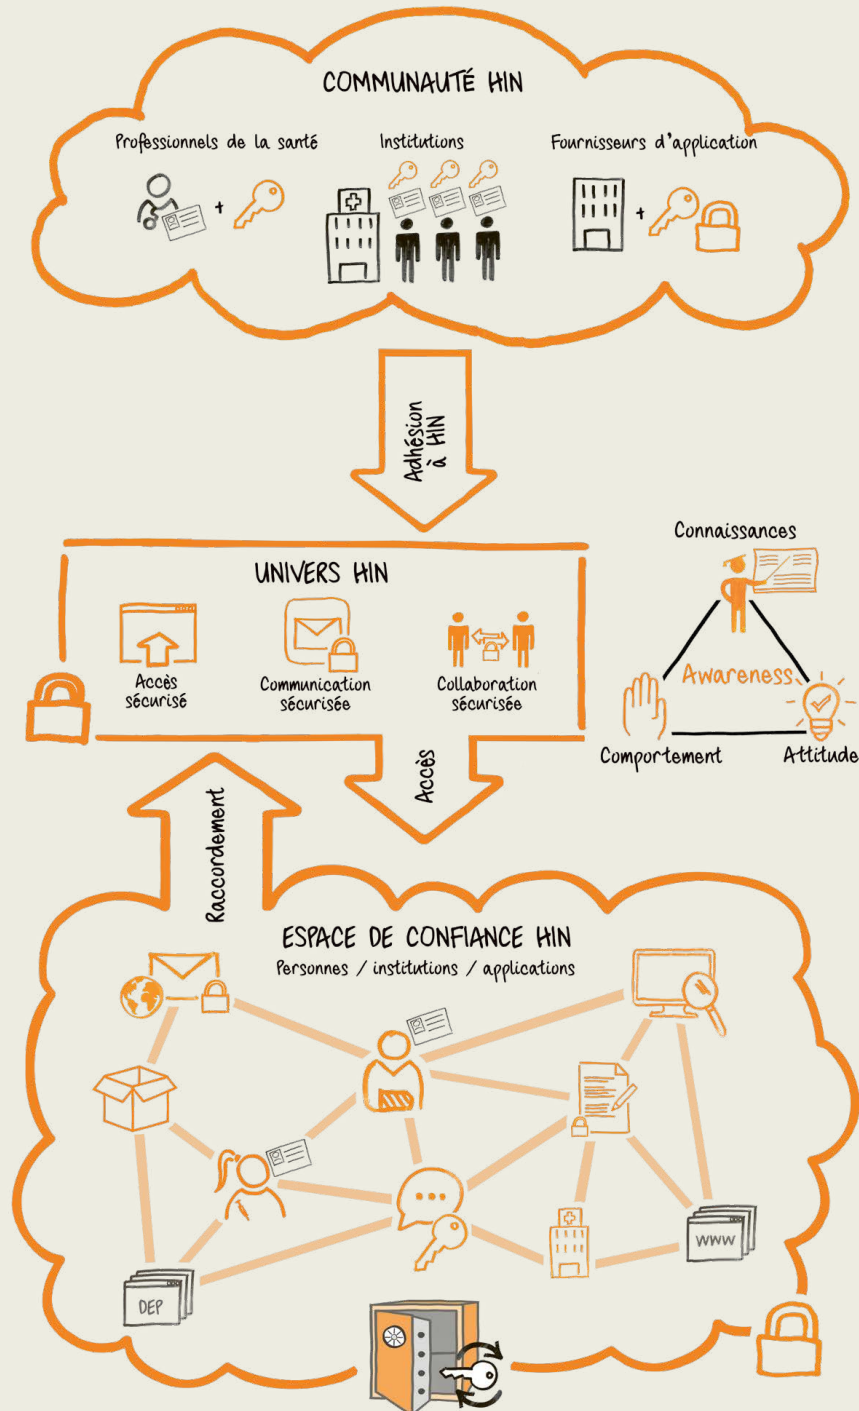 COMMUNAUTÉ HIN
Professionnels de la santé
Institutions
Fournisseurs d'application
+
+
Adhésion
à HIN
UNIVERS HIN
Accès
sécurisé
Communication
sécurisée
Collaboration
sécurisée
Connaissances
Awareness
Comportement
Attitude
Raccordement
Accès
ESPACE DE CONFIANCE HIN
Personnes / institutions / applications
WWW
DEP